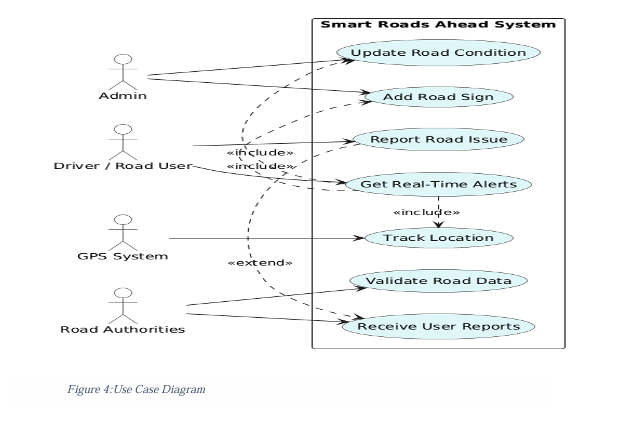 Smart Roads Ahead System
Update Road Condition
Admin
Add Road Sign
Report Road Issue
«include»
Driver / Road User
«include»
Get Real-Time Alerts
«include»
Track Location
GPS System
«extend»
Validate Road Data
Road Authorities
Receive User Reports
Figure 4:Use Case Diagram